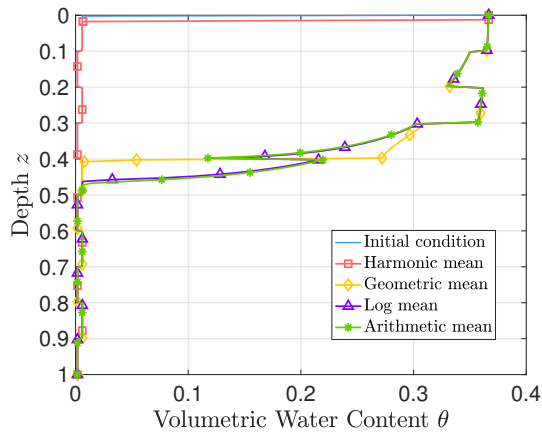 0
0.1
0.2
0.3
0.4
0.5
0.6
0.7
0.8
0.9
1
Depth z
Initial condition
Harmonic mean
Geometric mean
Log mean
Arithmetic mean
0 0.1 0.2 0.3 0.4
Volumetric Water Content θ